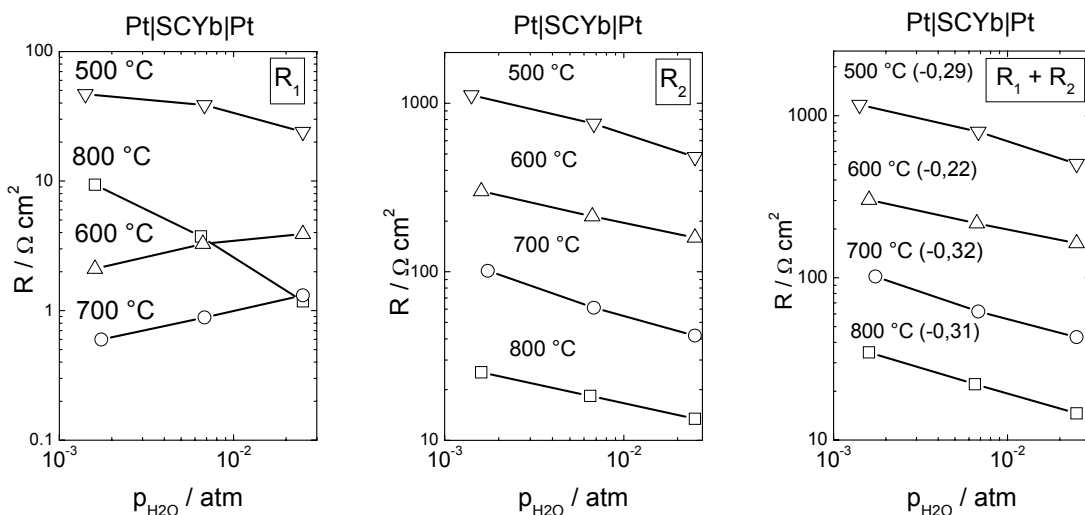 Pt|SCYb|Pt
R₁
100
10
1
0.1
500 °C
800 °C
600 °C
700 °C
R / Ω cm²
10⁻³
10⁻²
p_H2O / atm
Pt|SCYb|Pt
R₂
1000
100
10
500 °C
600 °C
700 °C
800 °C
R / Ω cm²
10⁻³
10⁻²
p_H2O / atm
Pt|SCYb|Pt
R₁ + R₂
1000
100
10
500 °C (-0,29)
600 °C (-0,22)
700 °C (-0,32)
800 °C (-0,31)
R / Ω cm²
10⁻³
10⁻²
p_H2O / atm